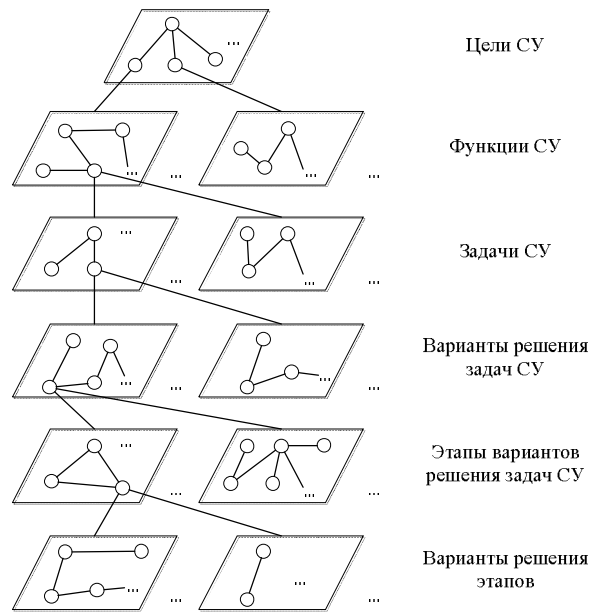 Цели СУ
Функции СУ
Задачи СУ
Варианты решения
задач СУ
Этапы вариантов
решения задач СУ
Варианты решения
этапов